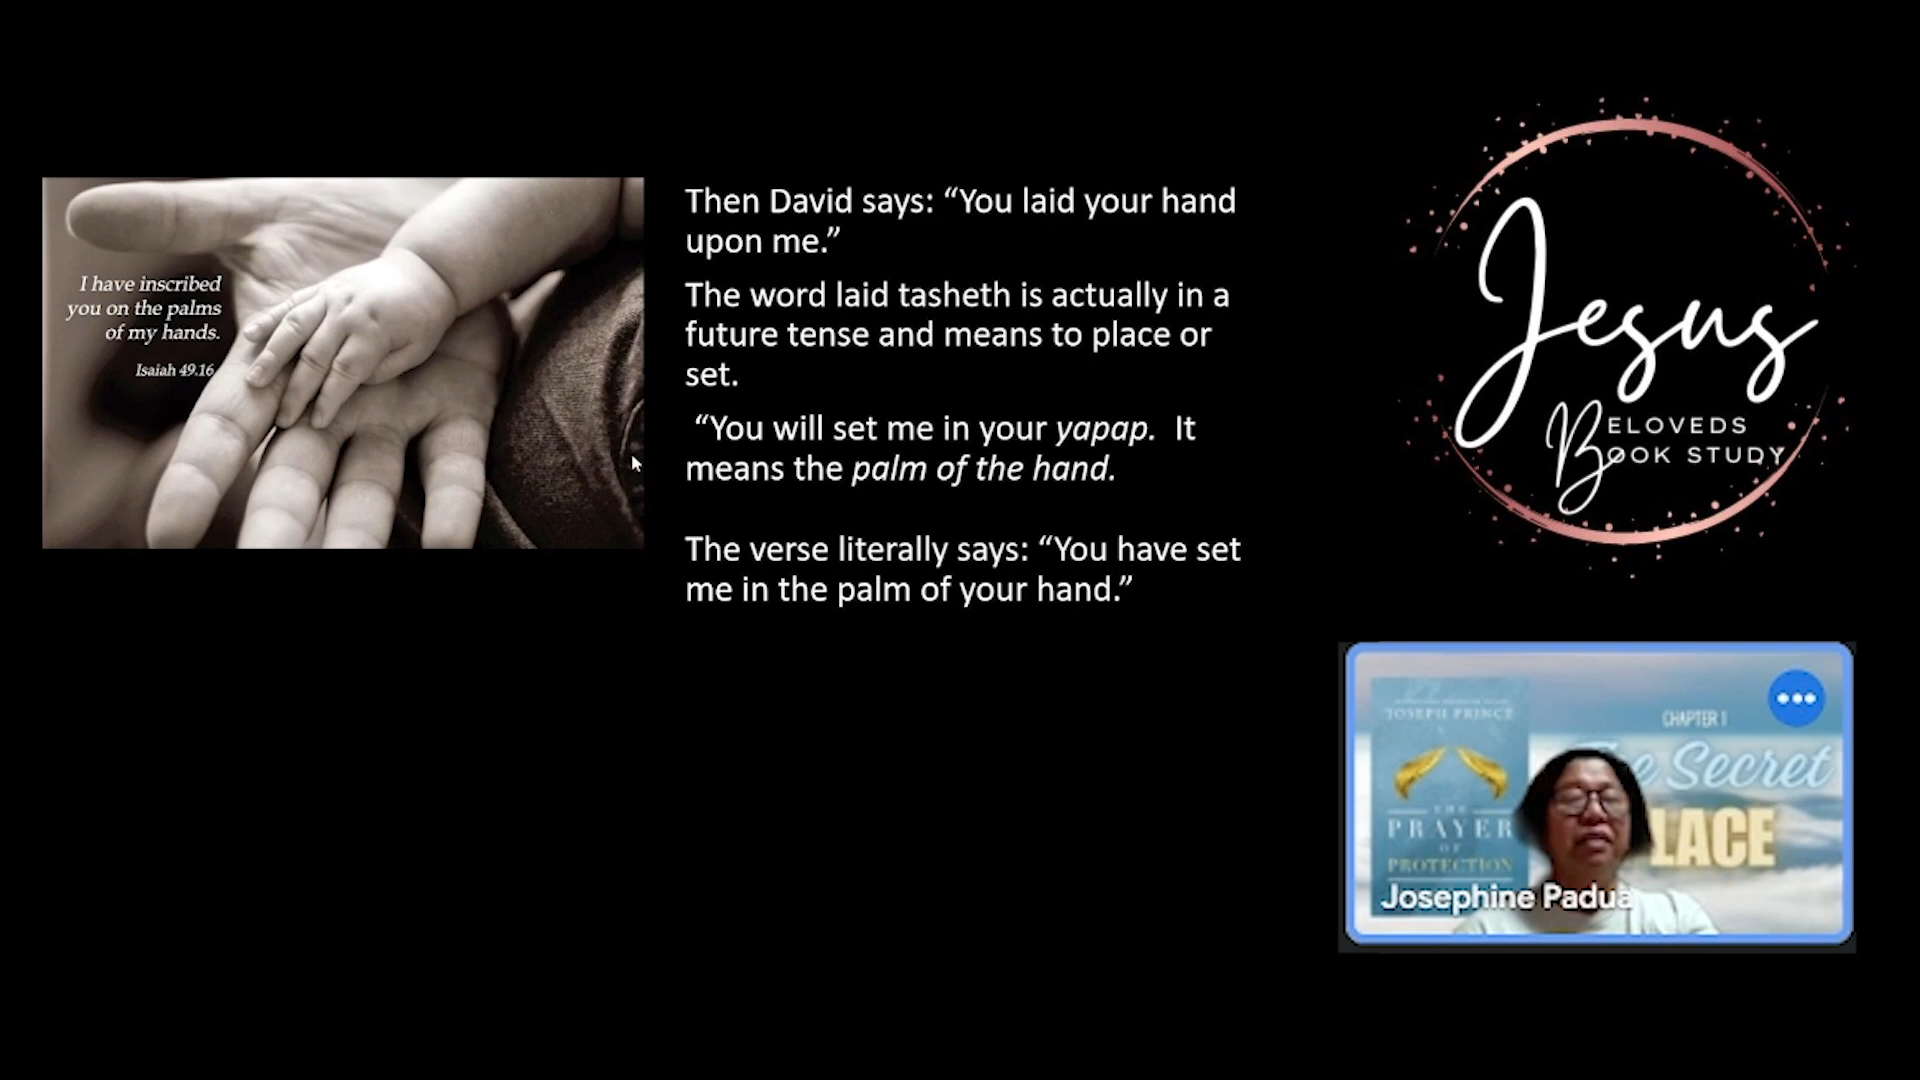 I have inscribed
you on the palms
of my hands.
Isaiah 49.16
Then David says: “You laid your hand
upon me.”
The word laid tasheth is actually in a
future tense and means to place or
set.
“You will set me in your yapap.  It
means the palm of the hand.
The verse literally says: “You have set
me in the palm of your hand.”
Jesus
BELOVEDS
BOOK STUDY
JOSEPH PRINCE
THE
PRAYER
OF
PROTECTION
CHAPTER 1
e Secret
LACE
Josephine Padua